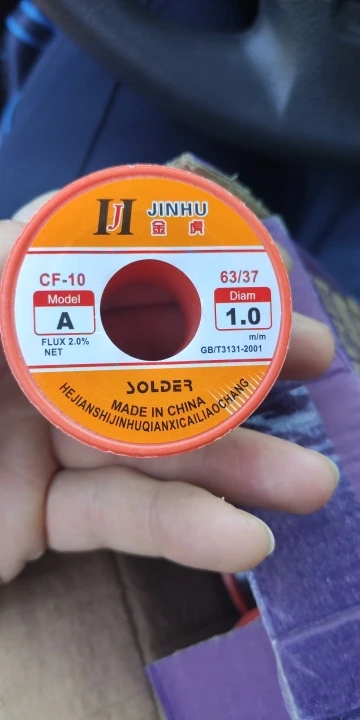 HJ JINHU
金虎
CF-10
63/37
Model
A
Diam
1.0
FLUX 2.0%
NET
m/m
GB/T3131-2001
SOLDER
MADE IN CHINA
HEJIANSHIJINHUQIANXICAILIAOCHANG